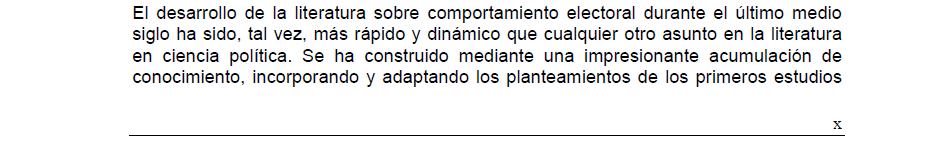 El desarrollo de la literatura sobre comportamiento electoral durante el último medio
siglo ha sido, tal vez, más rápido y dinámico que cualquier otro asunto en la literatura
en ciencia política. Se ha construido mediante una impresionante acumulación de
conocimiento, incorporando y adaptando los planteamientos de los primeros estudios
x